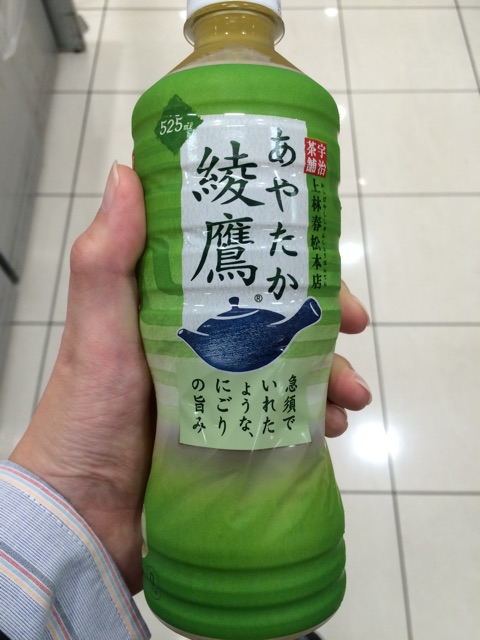 525ml
宇治
茶舗
上林春松本店
あやたか
綾鷹
®
急須で
いれた
ような、
にごり
の旨み